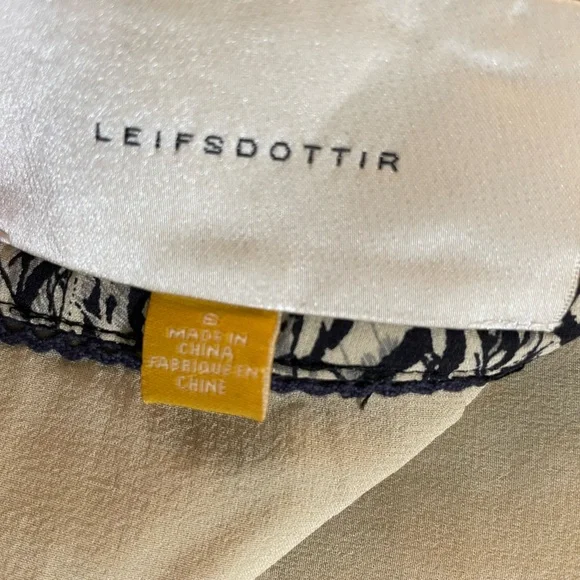 LEIFSDOTTIR
S
MADE IN
CHINA
FABRIQUE EN
CHINE